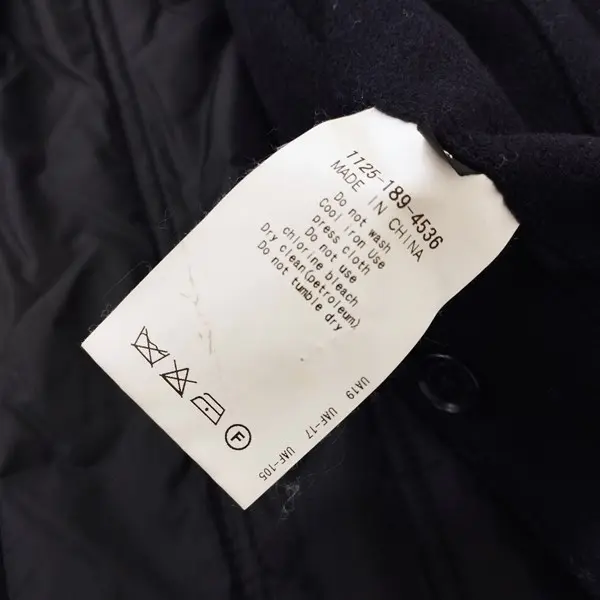 1125-189-4536
MADE IN CHINA
Do not wash
Cool iron Use
press cloth
Do not use
chlorine bleach
Dry clean(petroleum)
Do not tumble dry
F
UA19 UAF-17 UAF-105